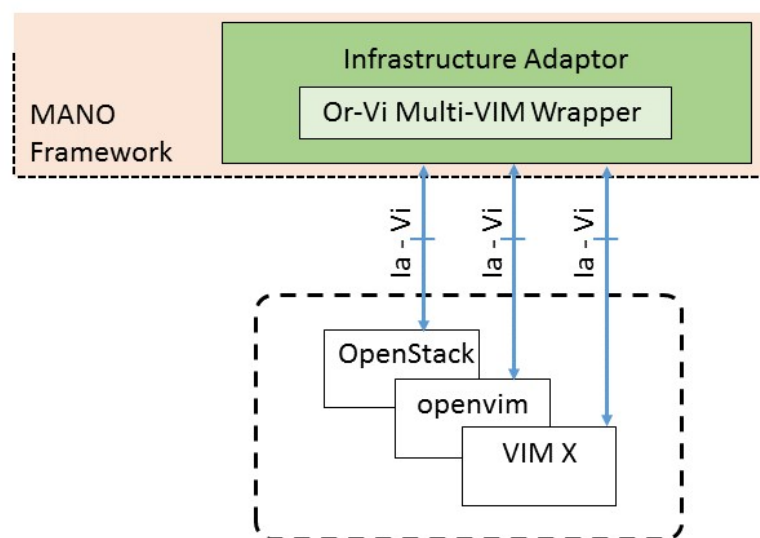 Infrastructure Adaptor
Or-Vi Multi-VIM Wrapper
MANO
Framework
Ia - Vi
Ia - Vi
Ia - Vi
OpenStack
openvim
VIM X